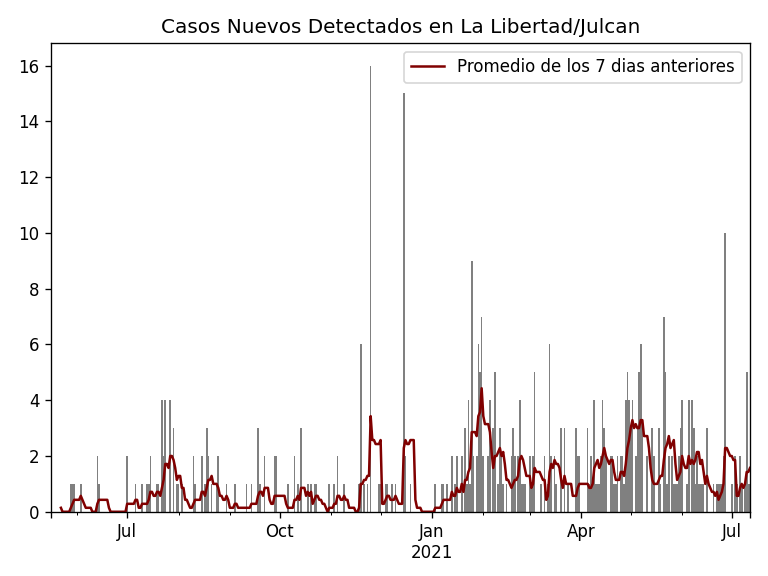 Casos Nuevos Detectados en La Libertad/Julcan
Promedio de los 7 dias anteriores
16
14
12
10
8
6
4
2
0
Jul
Oct
Jan
2021
Apr
Jul